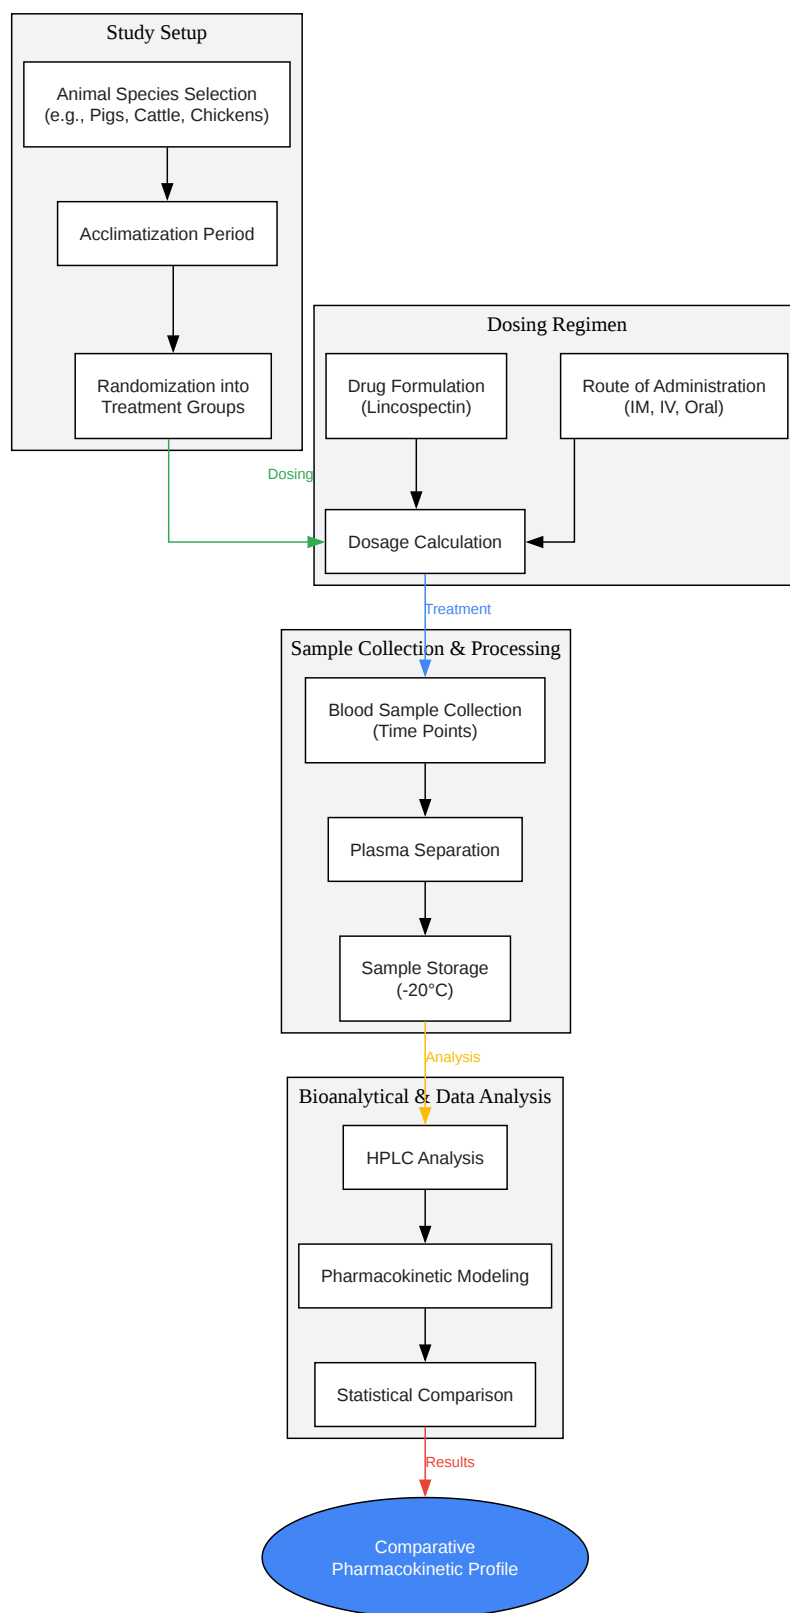 Study Setup
Animal Species Selection
(e.g., Pigs, Cattle, Chickens)
Acclimatization Period
Randomization into
Treatment Groups
Dosing
Dosing Regimen
Drug Formulation
(Lincospectin)
Route of Administration
(IM, IV, Oral)
Dosage Calculation
Treatment
Sample Collection & Processing
Blood Sample Collection
(Time Points)
Plasma Separation
Sample Storage
(-20°C)
Analysis
Bioanalytical & Data Analysis
HPLC Analysis
Pharmacokinetic Modeling
Statistical Comparison
Results
Comparative
Pharmacokinetic Profile